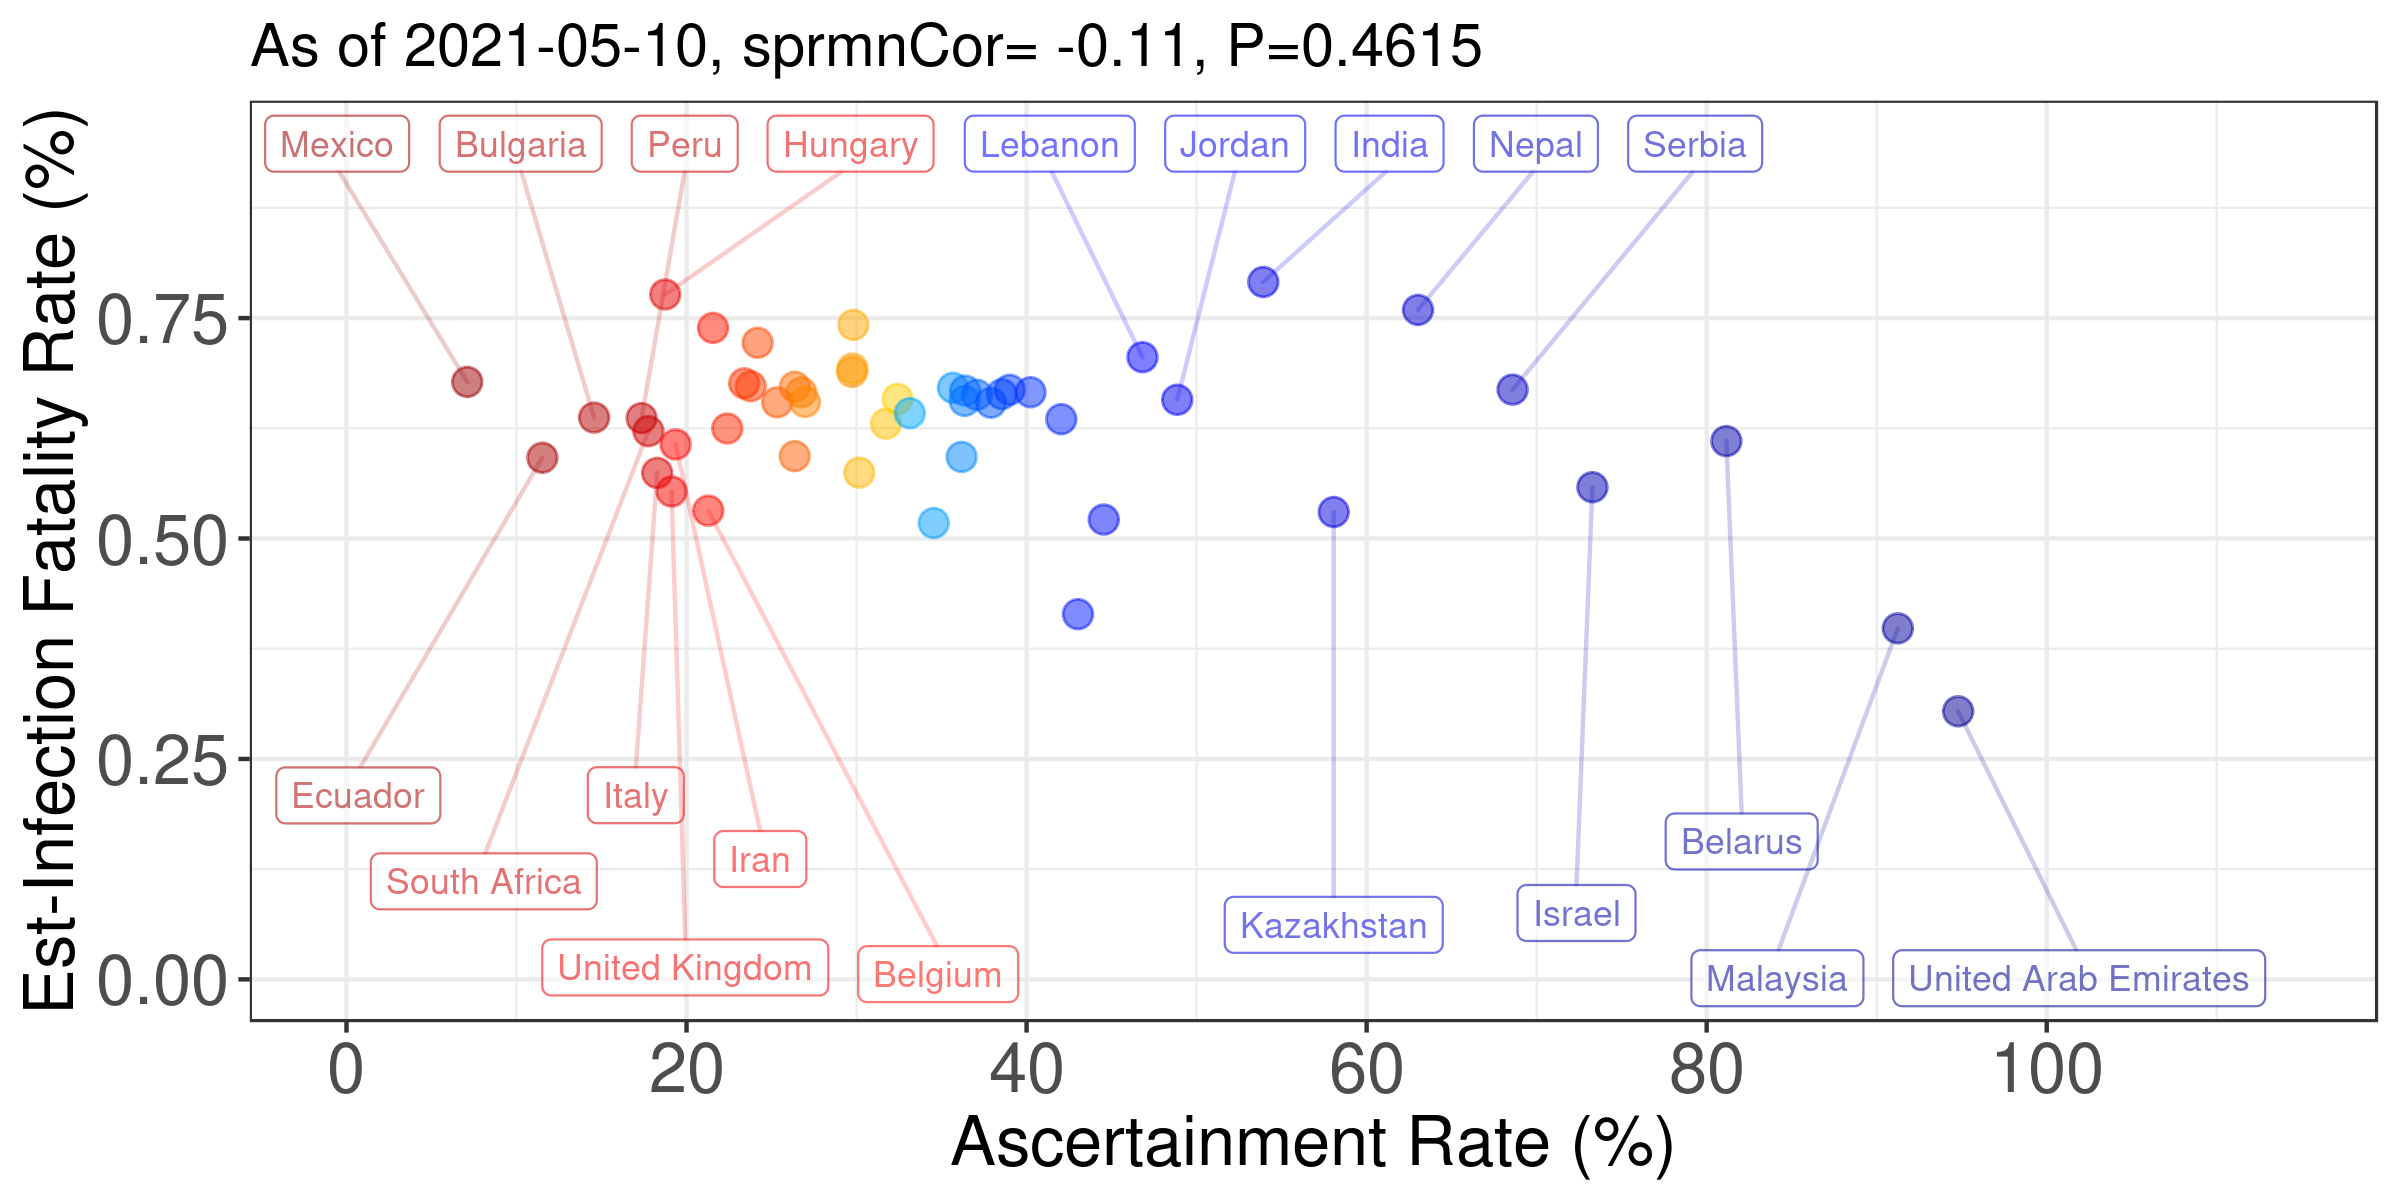 As of 2021-05-10, sprmnCor= -0.11, P=0.4615
Est-Infection Fatality Rate (%)
Mexico
Bulgaria
Peru
Hungary
Lebanon
Jordan
India
Nepal
Serbia
0.75
0.50
0.25
0.00
Ecuador
Italy
South Africa
Iran
United Kingdom
Belgium
Kazakhstan
Israel
Belarus
Malaysia
United Arab Emirates
0
20
40
60
80
100
Ascertainment Rate (%)